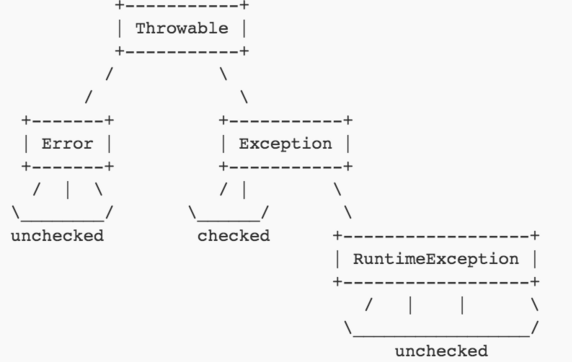 Throwable
Error Exception
unchecked checked
RuntimeException
unchecked